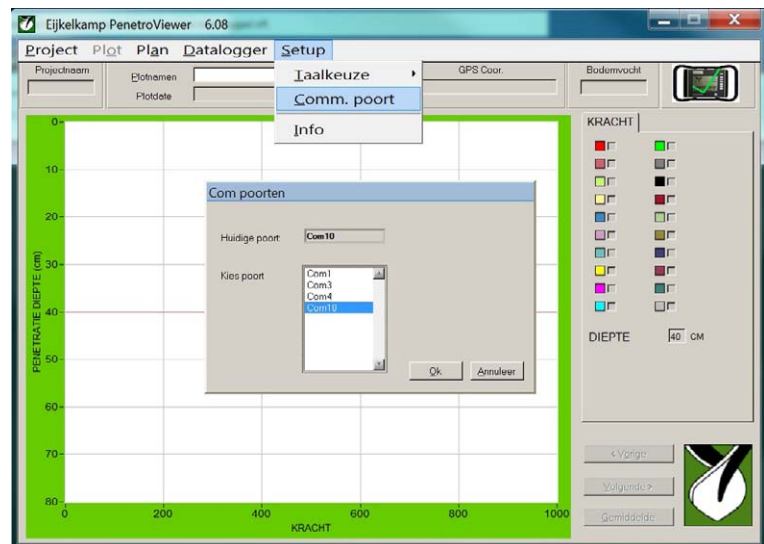 Eijkelkamp PenetroViewer 6.08
Project Plot Plan Datalogger Setup
Projectnaam
Plotnamen
Plotdate
GPS Coor.
Bodemvocht
Taalkeuze
Comm. poort
Info
KRACHT
Com poorten
Huidige poort: Com10
Kies poort
Com1
Com3
Com4
Com10
Ok Annuleer
DIEPTE 40 CM
< Vorige
Volgende >
Gemiddelde
PENETRATIE DIEPTE (cm)
0
10
20
30
40
50
60
70
80
0 200 400 600 800 1000
KRACHT